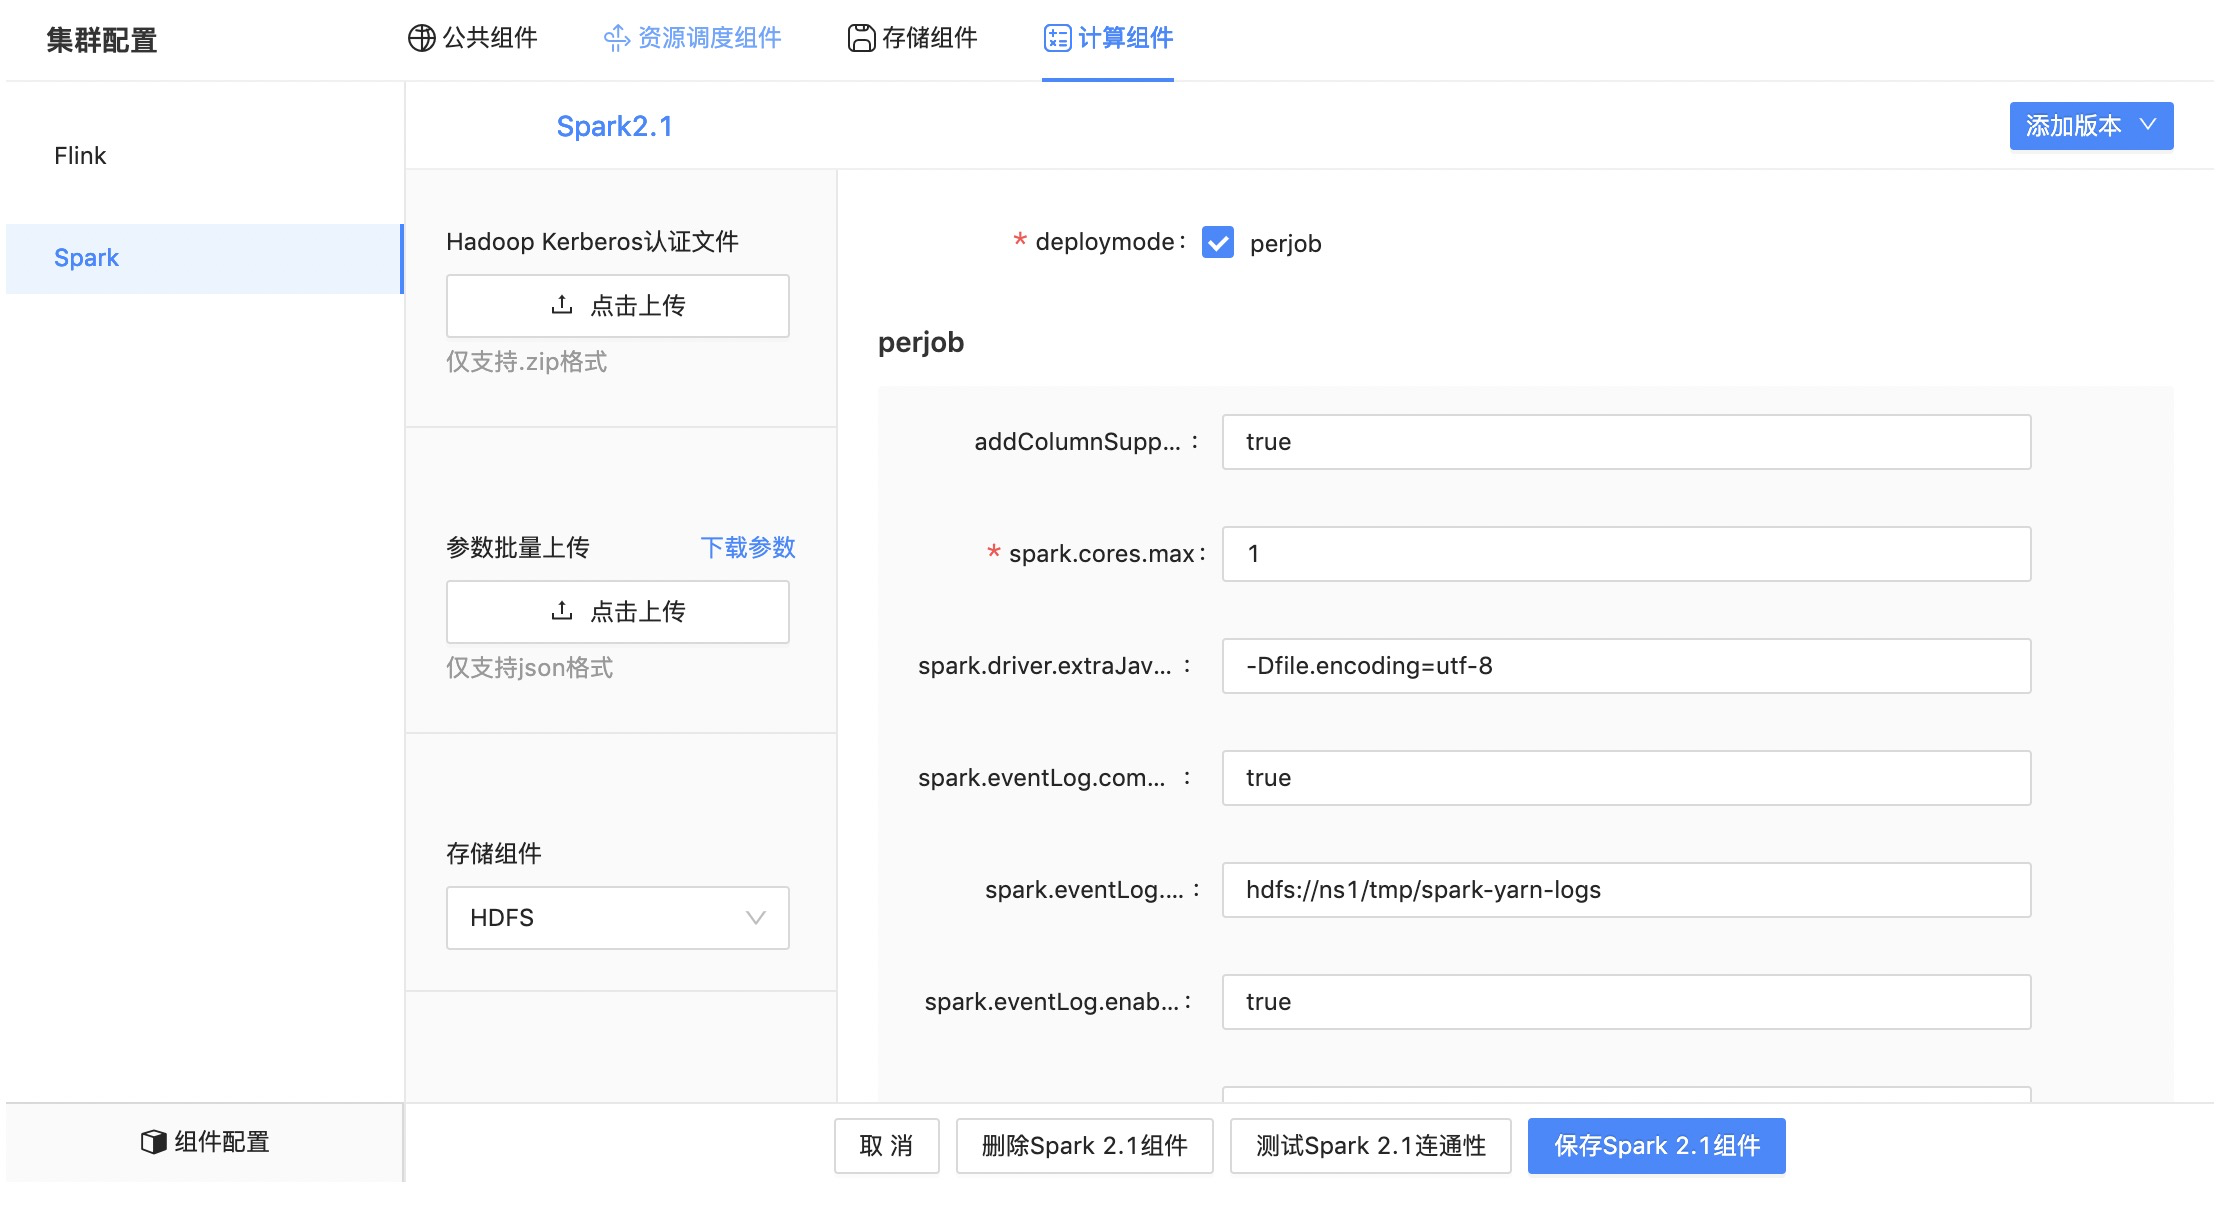 集群配置
公共组件
资源调度组件
存储组件
计算组件
Flink
Spark
Spark2.1
添加版本
Hadoop Kerberos认证文件
点击上传
仅支持.zip格式
参数批量上传 下载参数
点击上传
仅支持json格式
存储组件
HDFS
* deploymode: perjob
perjob
addColumnSupp... : true
* spark.cores.max: 1
spark.driver.extraJav... : -Dfile.encoding=utf-8
spark.eventLog.com... : true
spark.eventLog.... : hdfs://ns1/tmp/spark-yarn-logs
spark.eventLog.enab... : true
组件配置
取 消
删除Spark 2.1组件
测试Spark 2.1连通性
保存Spark 2.1组件